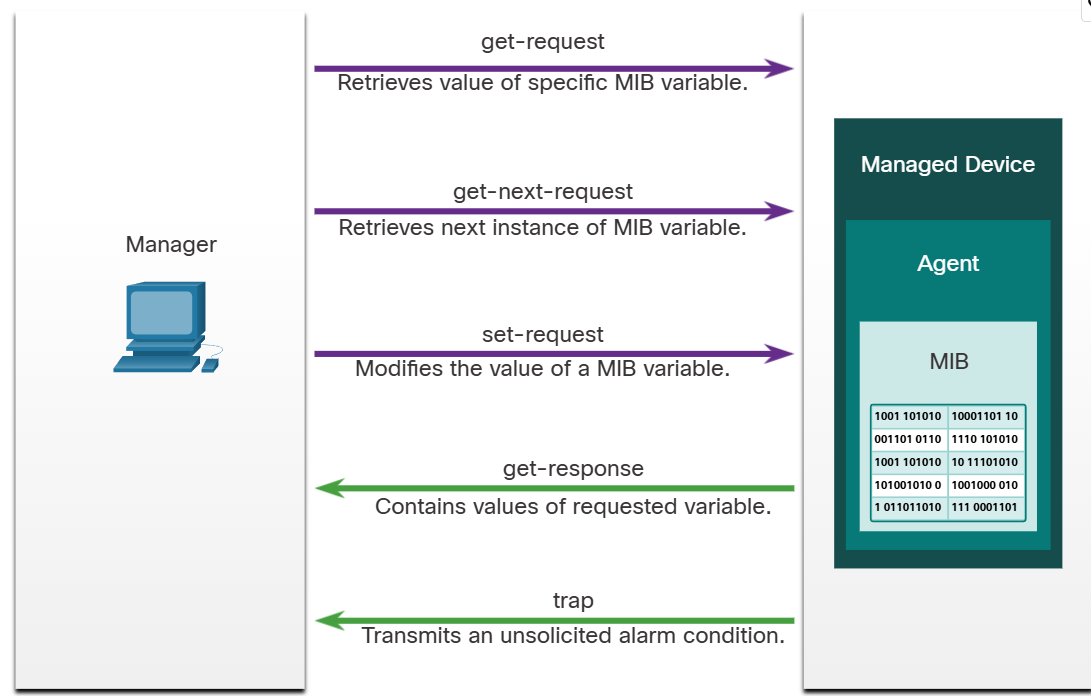 get-request
Retrieves value of specific MIB variable.
get-next-request
Retrieves next instance of MIB variable.
set-request
Modifies the value of a MIB variable.
get-response
Contains values of requested variable.
trap
Transmits an unsolicited alarm condition.
Manager
Managed Device
Agent
MIB
1001 101010 10001101 10
001101 0110 1110 101010
1001 101010 10 11101010
101001010 0 1001000 010
1 011011010 111 0001101